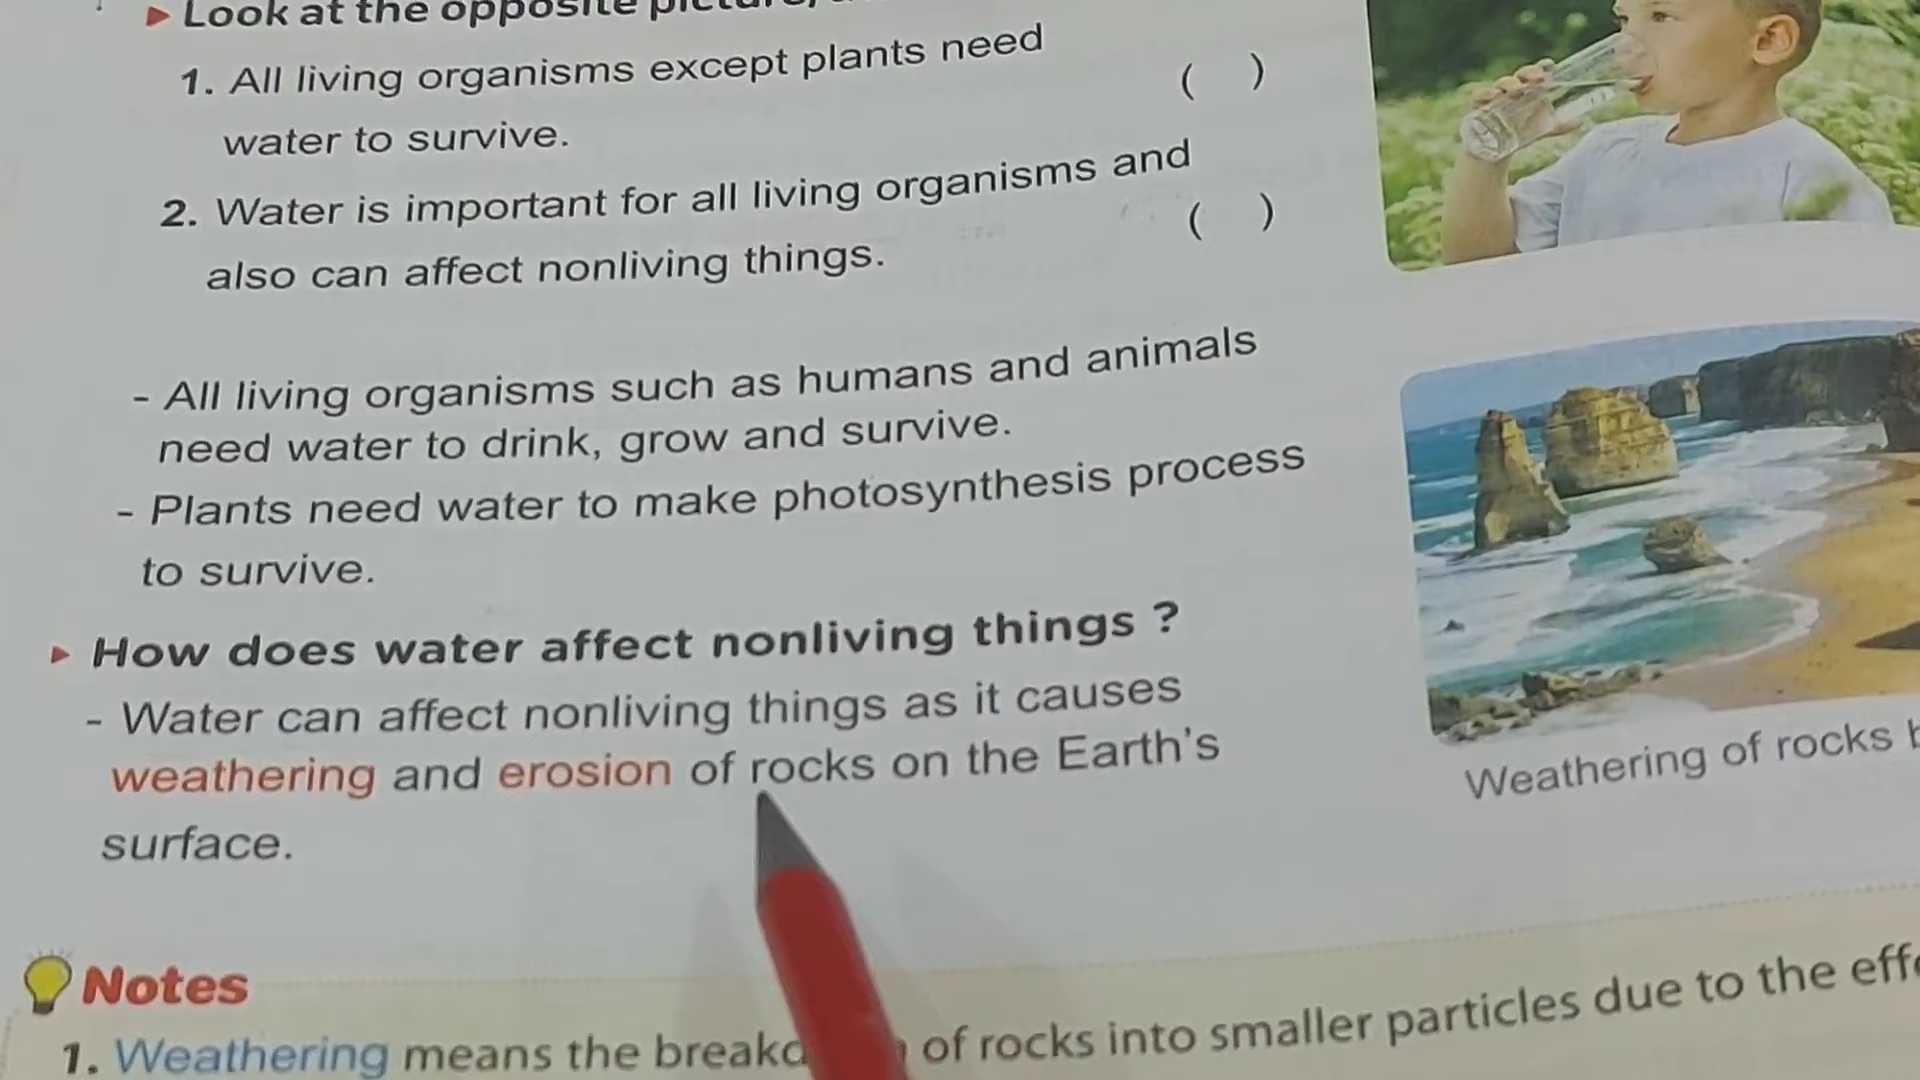 ► Look at the opposite
1. All living organisms except plants need
water to survive. ( )
2. Water is important for all living organisms and
also can affect nonliving things. ( )
- All living organisms such as humans and animals
need water to drink, grow and survive.
- Plants need water to make photosynthesis process
to survive.
► How does water affect nonliving things ?
- Water can affect nonliving things as it causes
weathering and erosion of rocks on the Earth's
surface.
Weathering of rocks
Notes
1. Weathering means the of rocks into smaller particles due to the